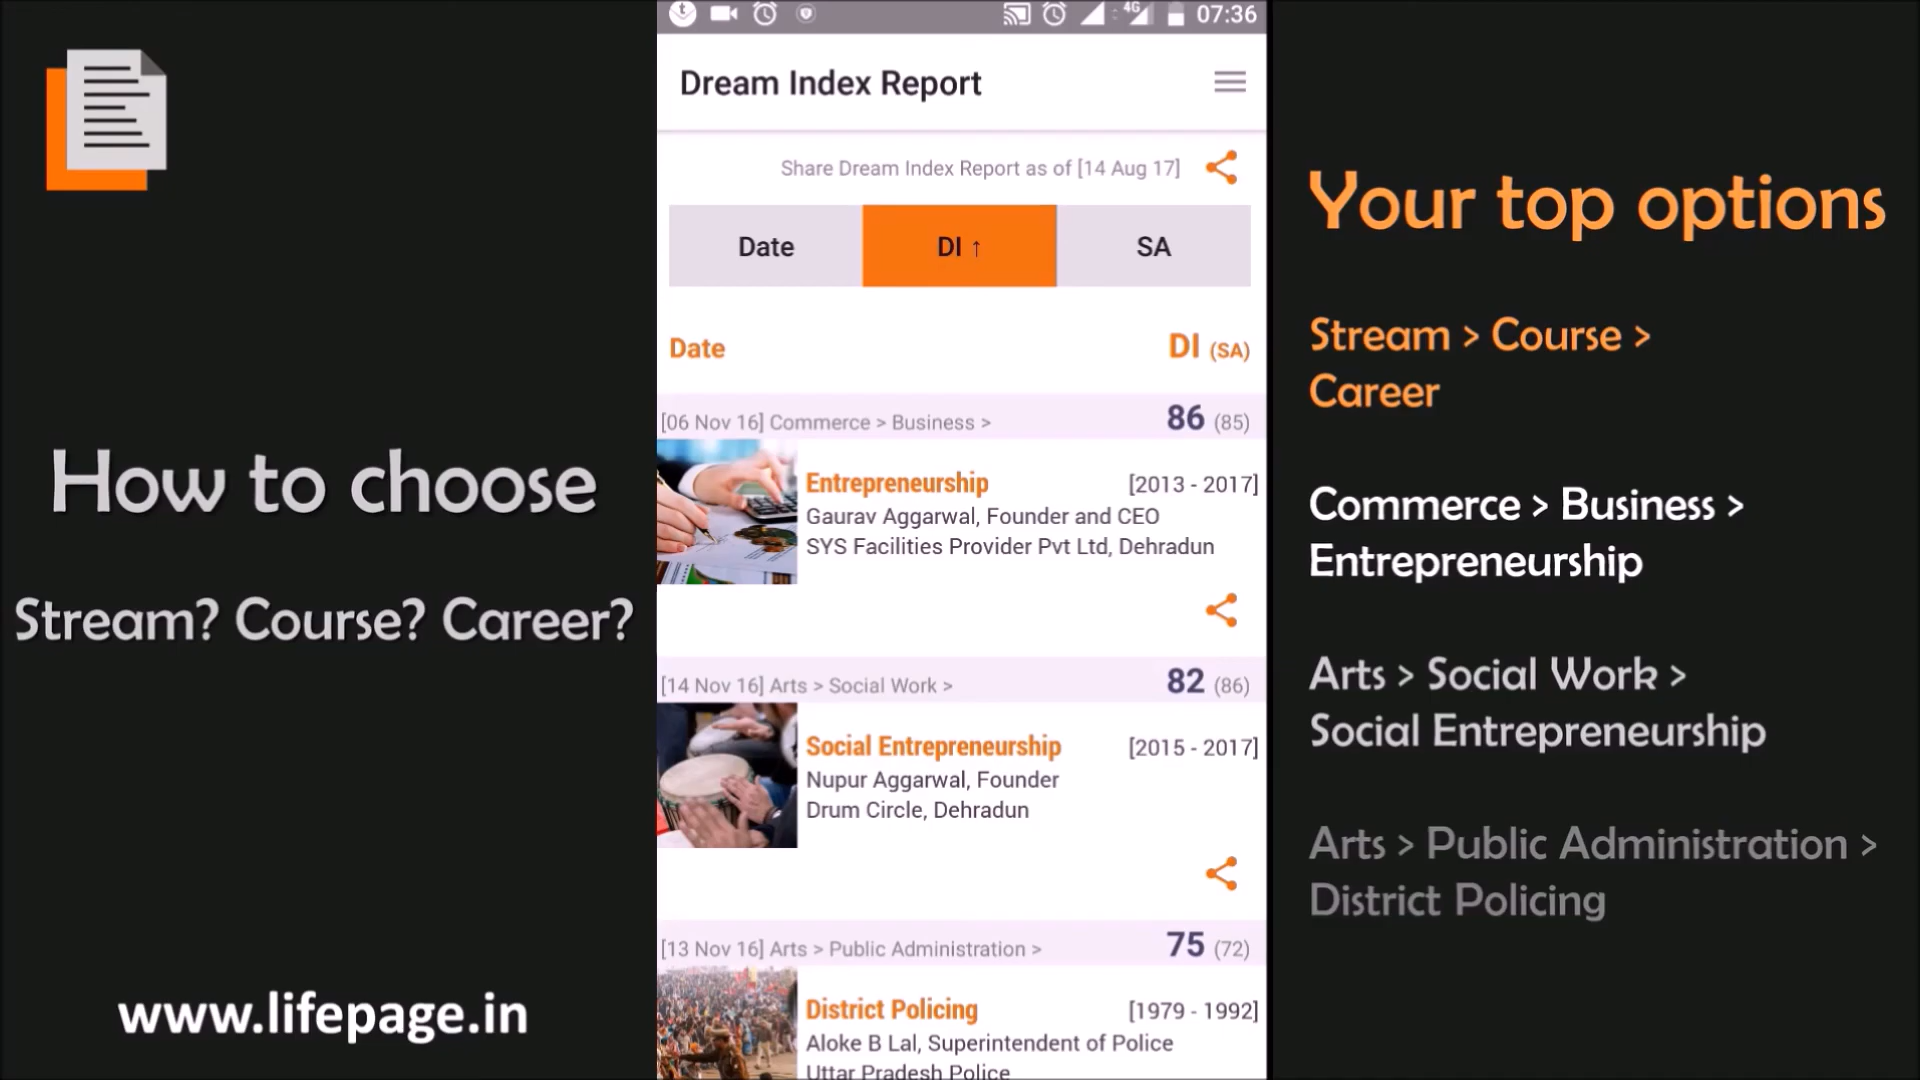 How to choose
Stream? Course? Career?
www.lifepage.in
07:36
4G
Dream Index Report
Share Dream Index Report as of [14 Aug 17]
Date
DI ↑
SA
Date
DI (SA)
[06 Nov 16] Commerce > Business >
86 (85)
Entrepreneurship
[2013 - 2017]
Gaurav Aggarwal, Founder and CEO
SYS Facilities Provider Pvt Ltd, Dehradun
[14 Nov 16] Arts > Social Work >
82 (86)
Social Entrepreneurship
[2015 - 2017]
Nupur Aggarwal, Founder
Drum Circle, Dehradun
[13 Nov 16] Arts > Public Administration >
75 (72)
District Policing
[1979 - 1992]
Aloke B Lal, Superintendent of Police
Uttar Pradesh Police
Your top options
Stream > Course >
Career
Commerce > Business >
Entrepreneurship
Arts > Social Work >
Social Entrepreneurship
Arts > Public Administration >
District Policing